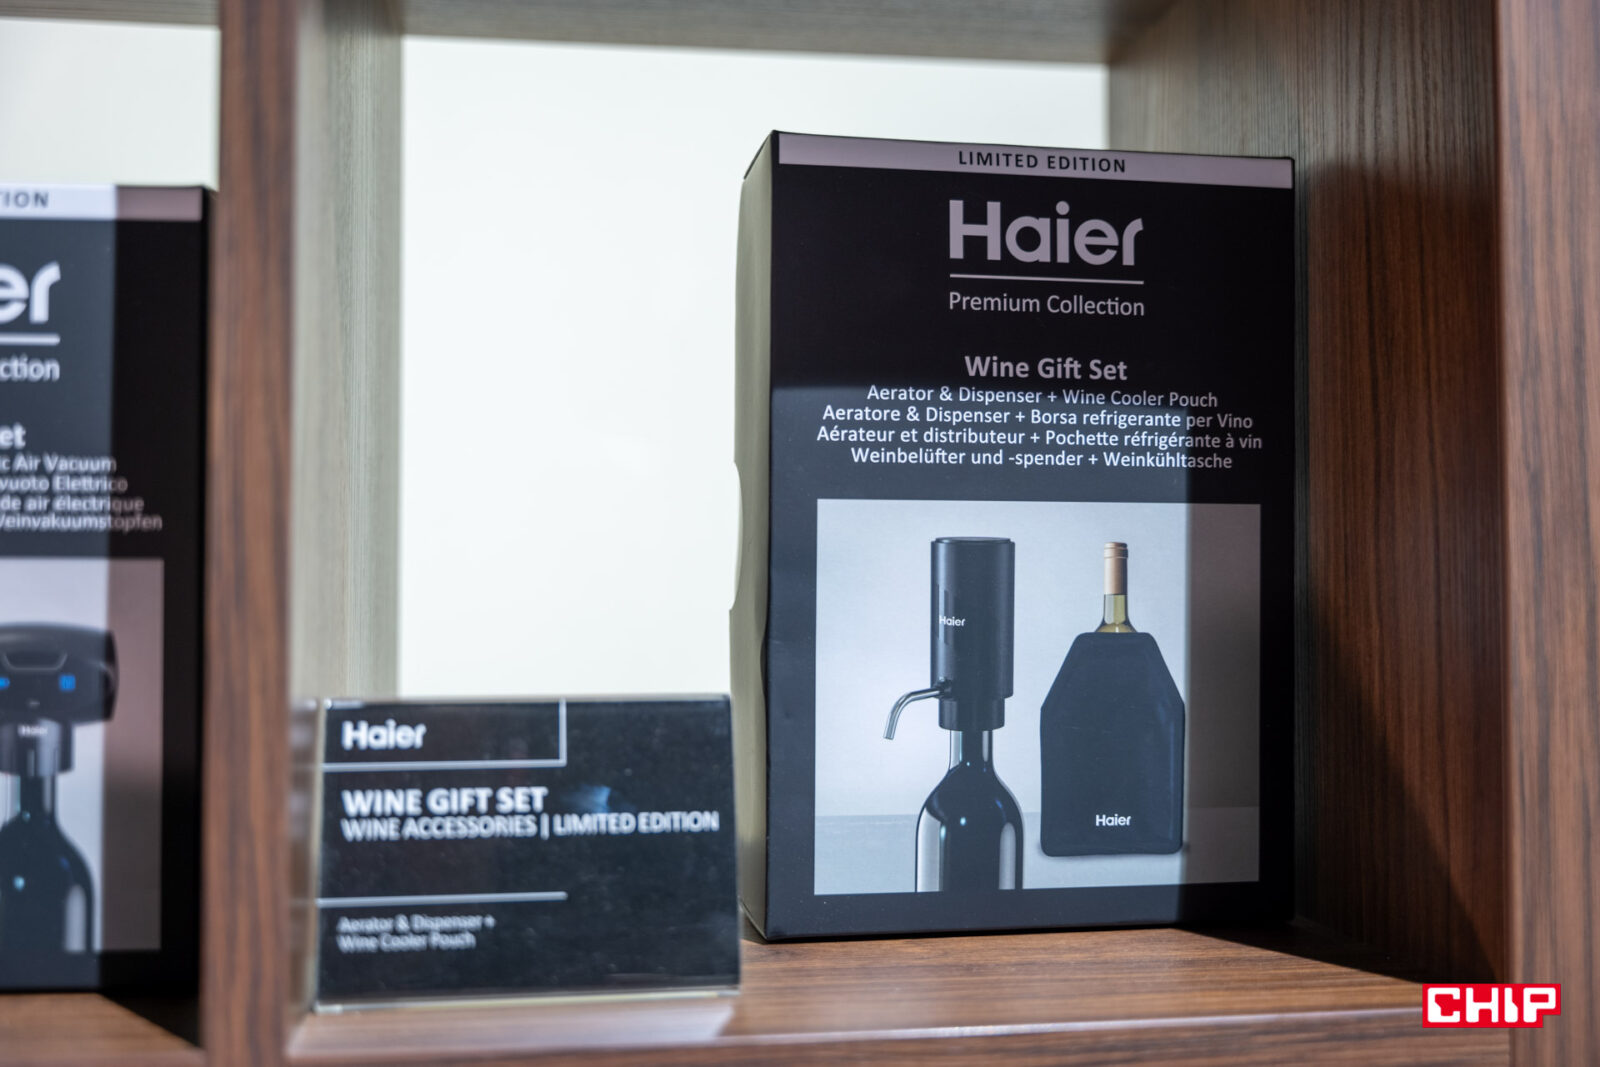 TION
er
ction
et
c Air Vacuum
vuoto Elettrico
de air électrique
Veinvakuumstopfen
Haier
Haier
WINE GIFT SET
WINE ACCESSORIES | LIMITED EDITION
Aerator & Dispenser +
Wine Cooler Pouch
LIMITED EDITION
Haier
Premium Collection
Wine Gift Set
Aerator & Dispenser + Wine Cooler Pouch
Aeratore & Dispenser + Borsa refrigerante per Vino
Aérateur et distributeur + Pochette réfrigérante à vin
Weinbelüfter und -spender + Weinkühltasche
Haier
Haier
CHIP